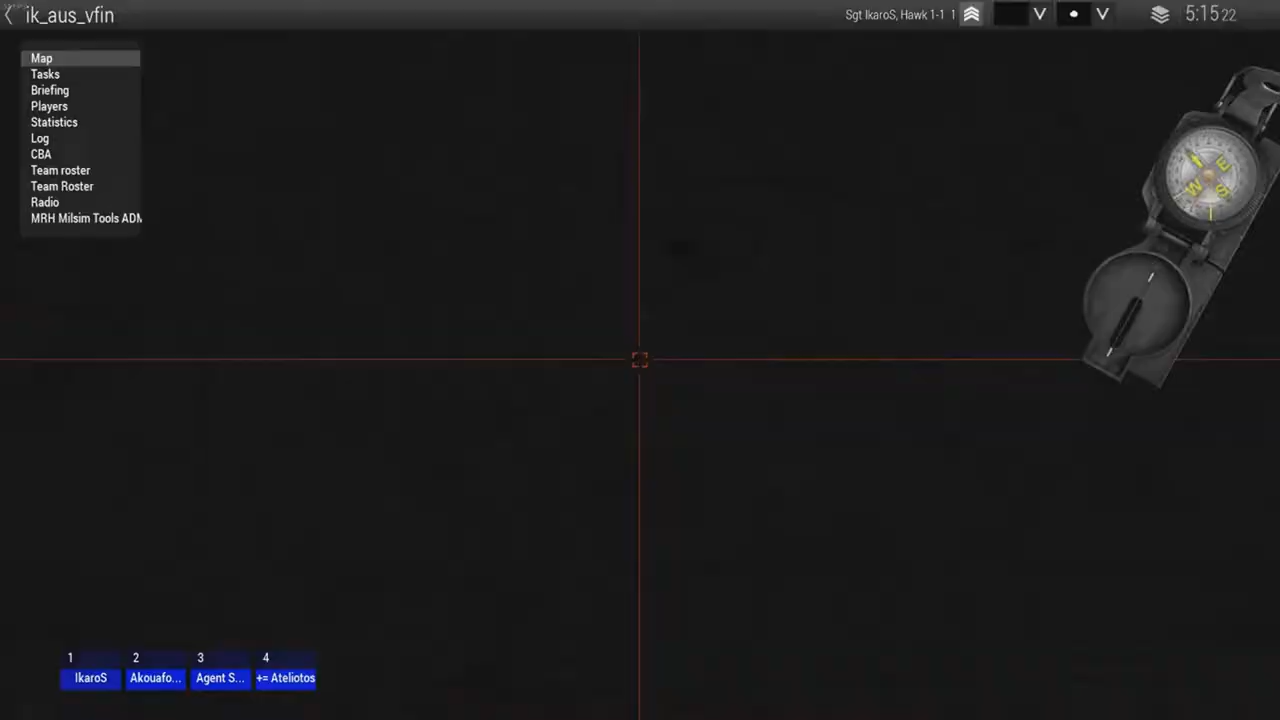 ik_aus_vfin
Sgt IkaroS, Hawk 1-1 1
5:15 22
Map
Tasks
Briefing
Players
Statistics
Log
CBA
Team roster
Team Roster
Radio
MRH Milsim Tools ADM
E
W
S
1 2 3 4
IkaroS Akouafo... Agent S... += Ateliotos